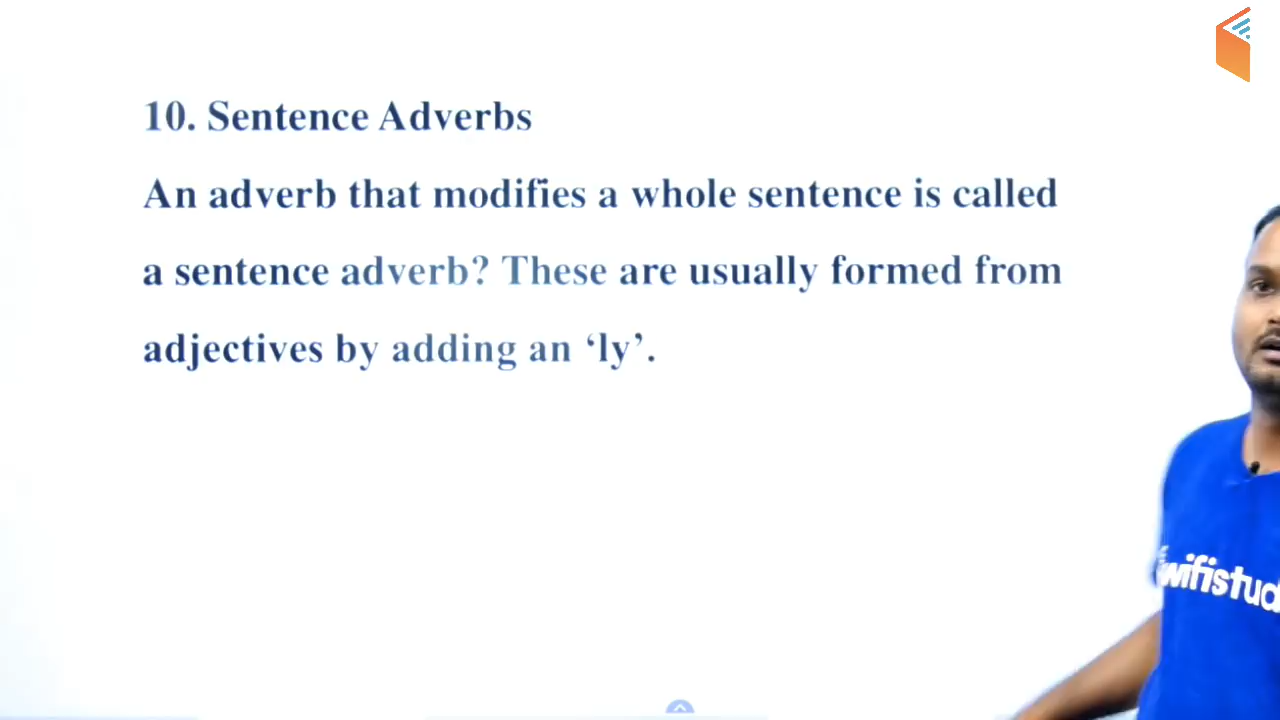 10. Sentence Adverbs
An adverb that modifies a whole sentence is called
a sentence adverb? These are usually formed from
adjectives by adding an ‘ly’.
wifistud